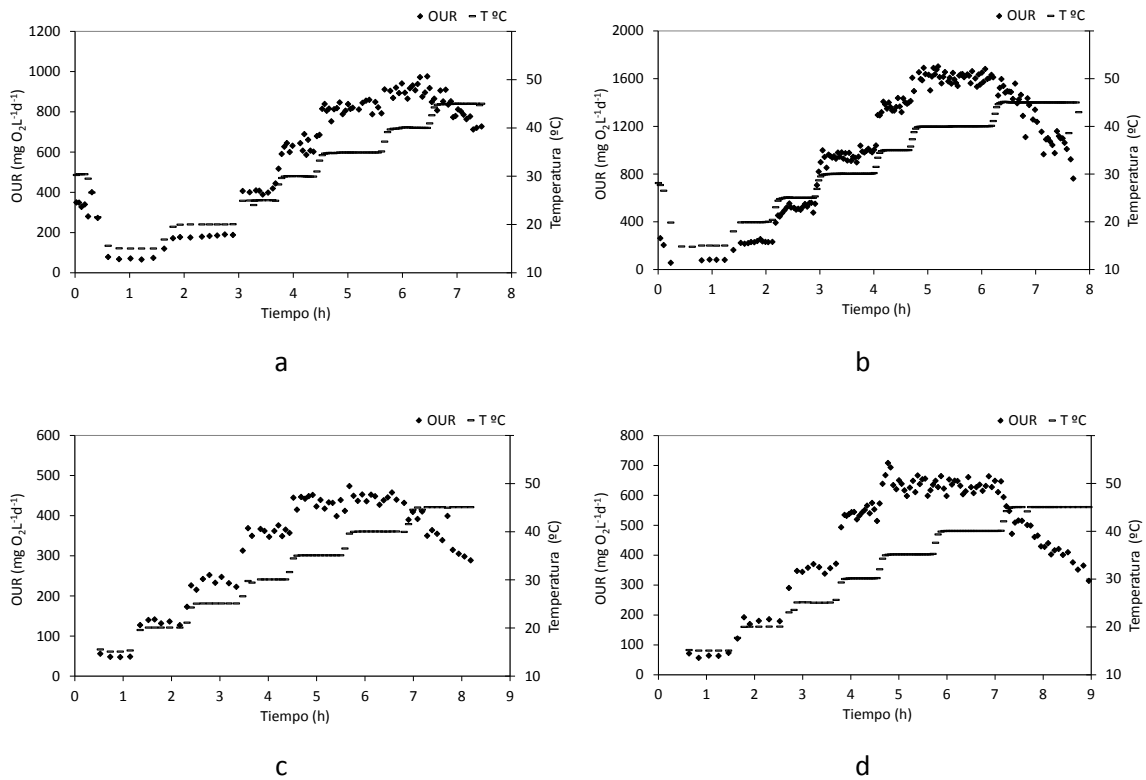 OUR T ºC
1200
1000
800
600
400
200
0
50
40
30
20
10
0 1 2 3 4 5 6 7 8
OUR (mg O2L-1d-1)
Temperatura (ºC)
Tiempo (h)
a
OUR T ºC
2000
1600
1200
800
400
0
50
40
30
20
10
0 1 2 3 4 5 6 7 8
OUR (mg O2L-1d-1)
Temperatura (ºC)
Tiempo (h)
b
OUR T ºC
600
500
400
300
200
100
0
50
40
30
20
10
0 1 2 3 4 5 6 7 8 9
OUR (mg O2L-1d-1)
Temperatura (ºC)
Tiempo (h)
c
OUR T ºC
800
700
600
500
400
300
200
100
0
50
40
30
20
10
0 1 2 3 4 5 6 7 8 9
OUR (mg O2L-1d-1)
Temperatura (ºC)
Tiempo (h)
d